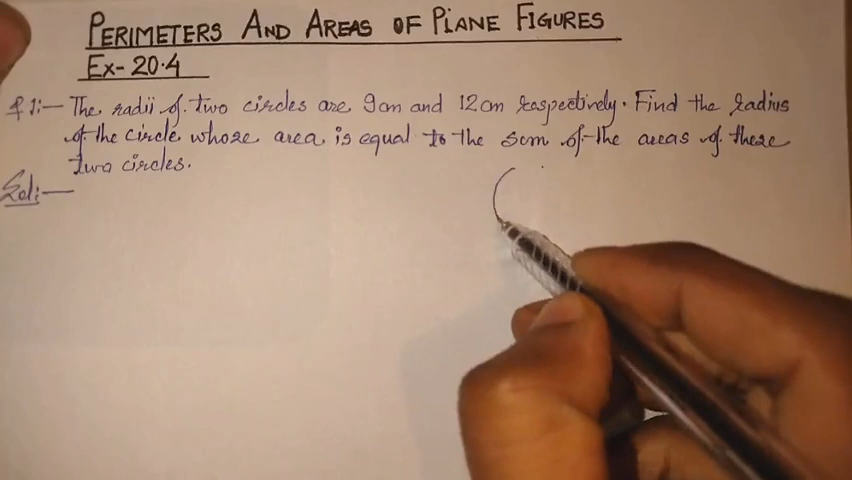 PERIMETERS AND AREAS OF PLANE FIGURES
Ex- 20.4
Q 1:- The radii of two circles are 9cm and 12cm respectively. Find the radius
of the circle whose area is equal to the sum of the areas of these
two circles.
Sol:-